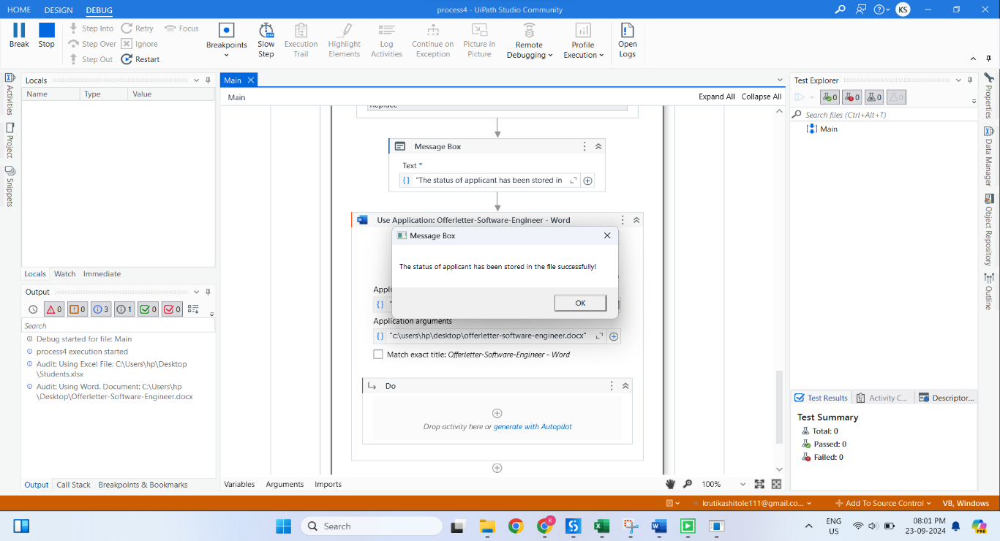 HOME DESIGN DEBUG process4 - UiPath Studio Community KS
Break Stop Step Into Step Over Step Out Retry Ignore Restart Focus
Breakpoints
Slow Step
Execution Trail
Highlight Elements
Log Activities
Continue on Exception
Picture in Picture
Remote Debugging
Profile Execution
Open Logs
Activities
Project
Snippets
Locals
Name Type Value
Locals Watch Immediate
Output
0 0 3 1 0 0
Search
Debug started for file: Main
process4 execution started
Audit: Using Excel File: C:\Users\hp\Desktop
\Students.xlsx
Audit: Using Word. Document: C:\Users\hp
\Desktop\Offerletter-Software-Engineer.docx
Output Call Stack Breakpoints & Bookmarks
Main
Main Expand All Collapse All
Replace
Message Box
Text *
{ } "The status of applicant has been stored in
Use Application: Offerletter-Software-Engineer - Word
Message Box
The status of applicant has been stored in the file successfully!
OK
Appli
{ } "
Application arguments
{ } "c:\users\hp\desktop\offerletter-software-engineer.docx"
Match exact title: Offerletter-Software-Engineer - Word
Do
Drop activity here or generate with Autopilot
Variables Arguments Imports 100%
Test Explorer
0 0 0 0
Search files (Ctrl+Alt+T)
Main
Test Results Activity C... Descriptor...
Test Summary
Total: 0
Passed: 0
Failed: 0
Properties
Data Manager
Object Repository
Outline
krutikashitole111@gmail.co... Add To Source Control VB, Windows
Search K PRE
ENG
US
08:01 PM
23-09-2024